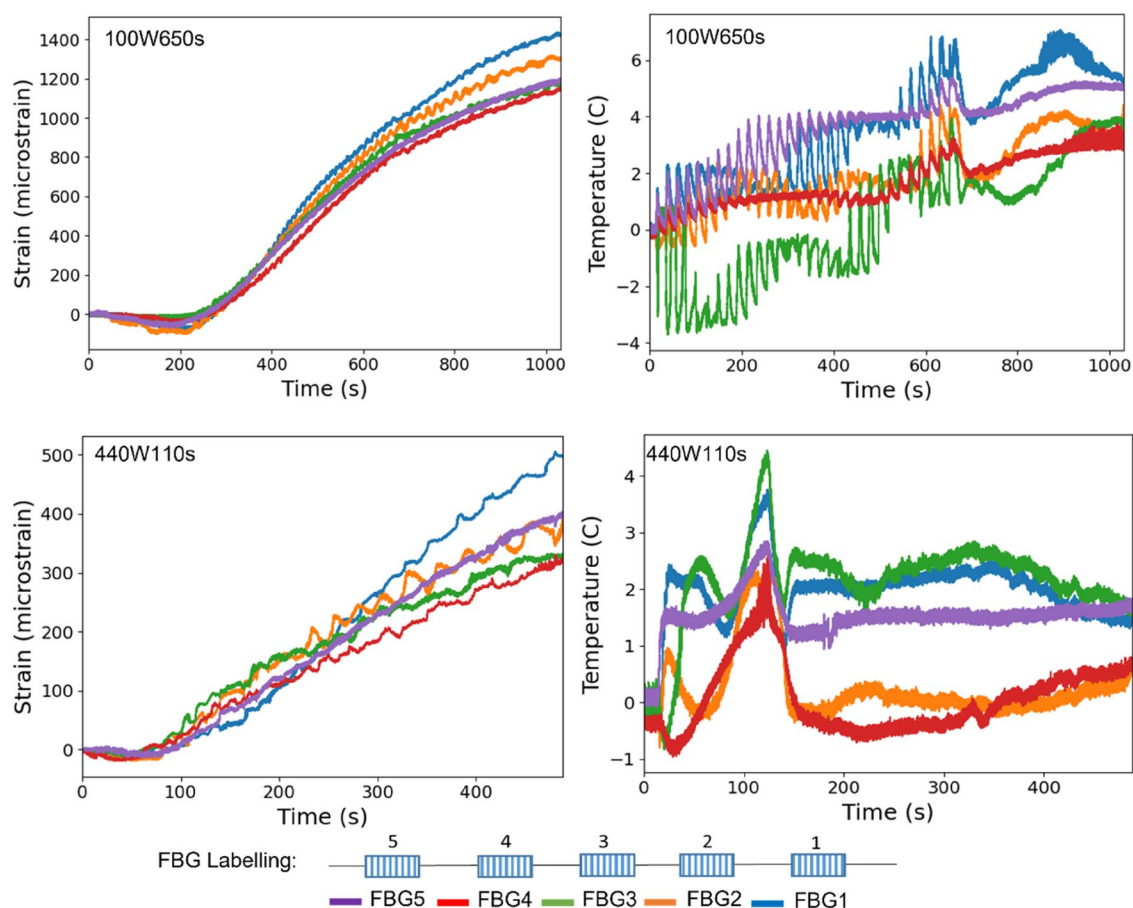 100W650s
Strain (microstrain)
1400
1200
1000
800
600
400
200
0
0 200 400 600 800 1000
Time (s)
100W650s
Temperature (C)
6
4
2
0
−2
−4
0 200 400 600 800 1000
Time (s)
440W110s
Strain (microstrain)
500
400
300
200
100
0
0 100 200 300 400
Time (s)
440W110s
Temperature (C)
4
3
2
1
0
−1
0 100 200 300 400
Time (s)
FBG Labelling:
5 4 3 2 1
FBG5 FBG4 FBG3 FBG2 FBG1